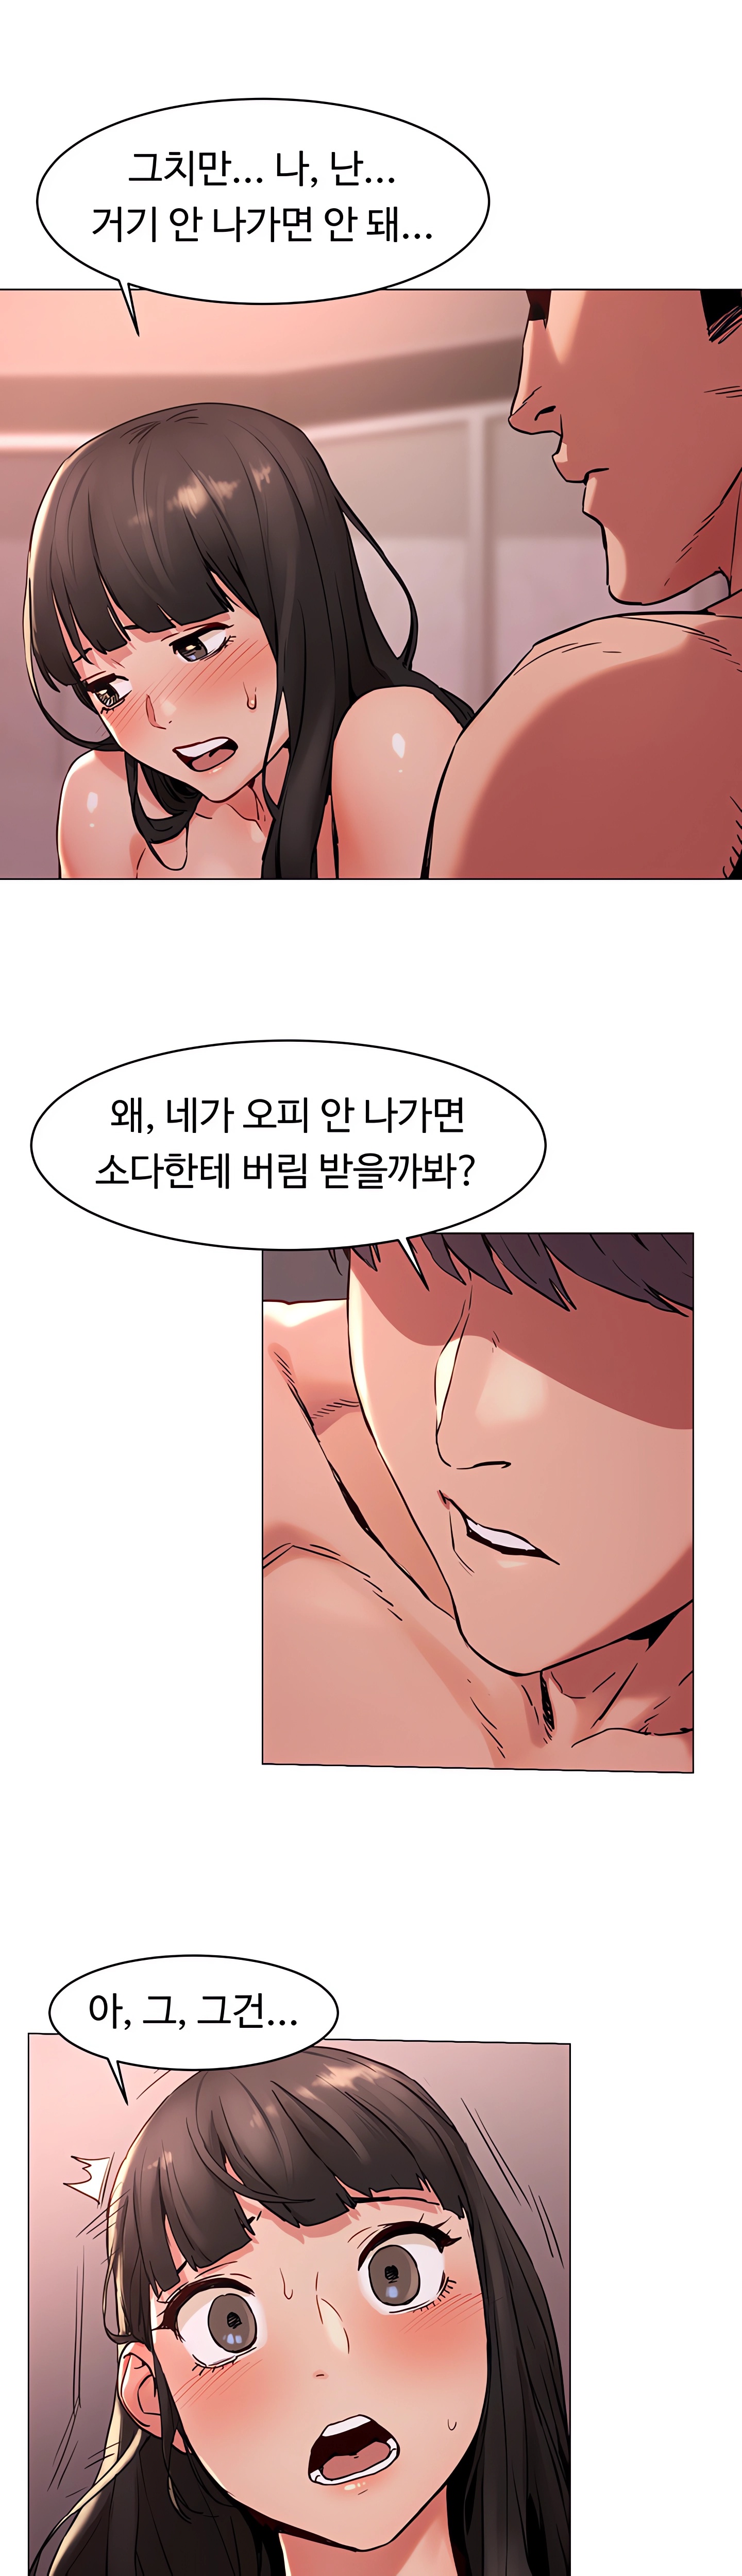 그치만... 나, 난...
거기 안 나가면 안 돼...
왜, 네가 오피 안 나가면
소다한테 버림 받을까봐?
아, 그, 그건...